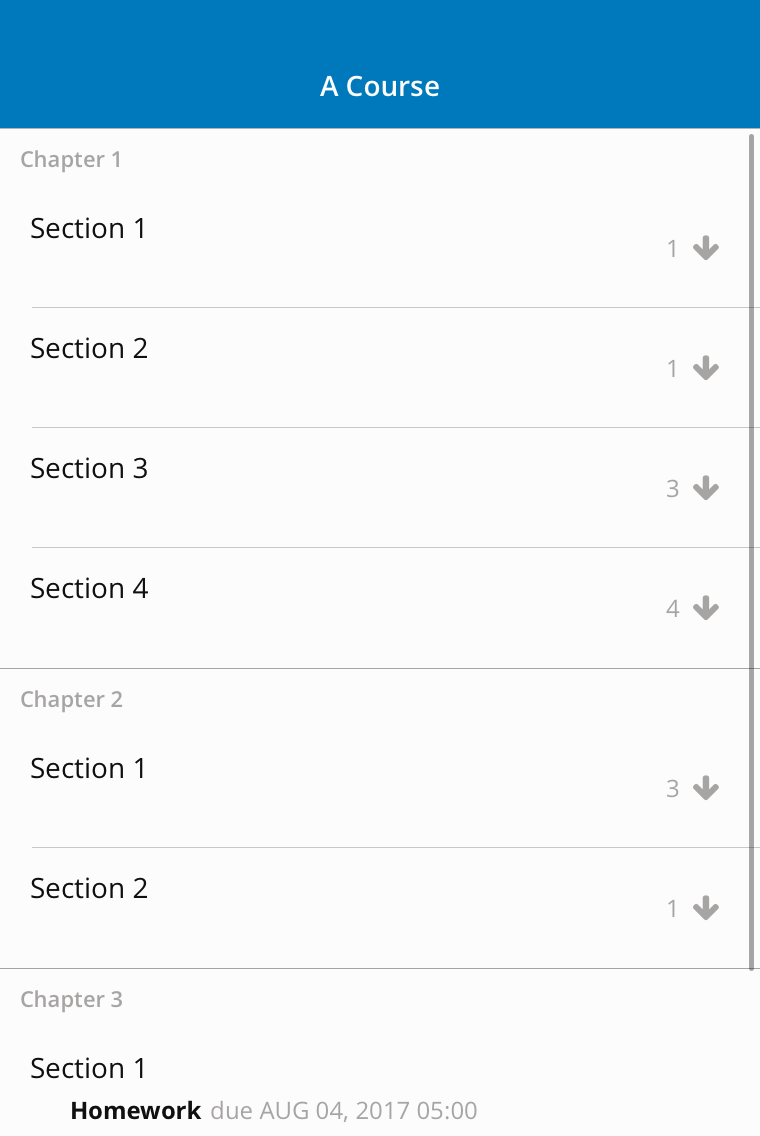 A Course
Chapter 1
Section 1
1
Section 2
1
Section 3
3
Section 4
4
Chapter 2
Section 1
3
Section 2
1
Chapter 3
Section 1
Homework due AUG 04, 2017 05:00